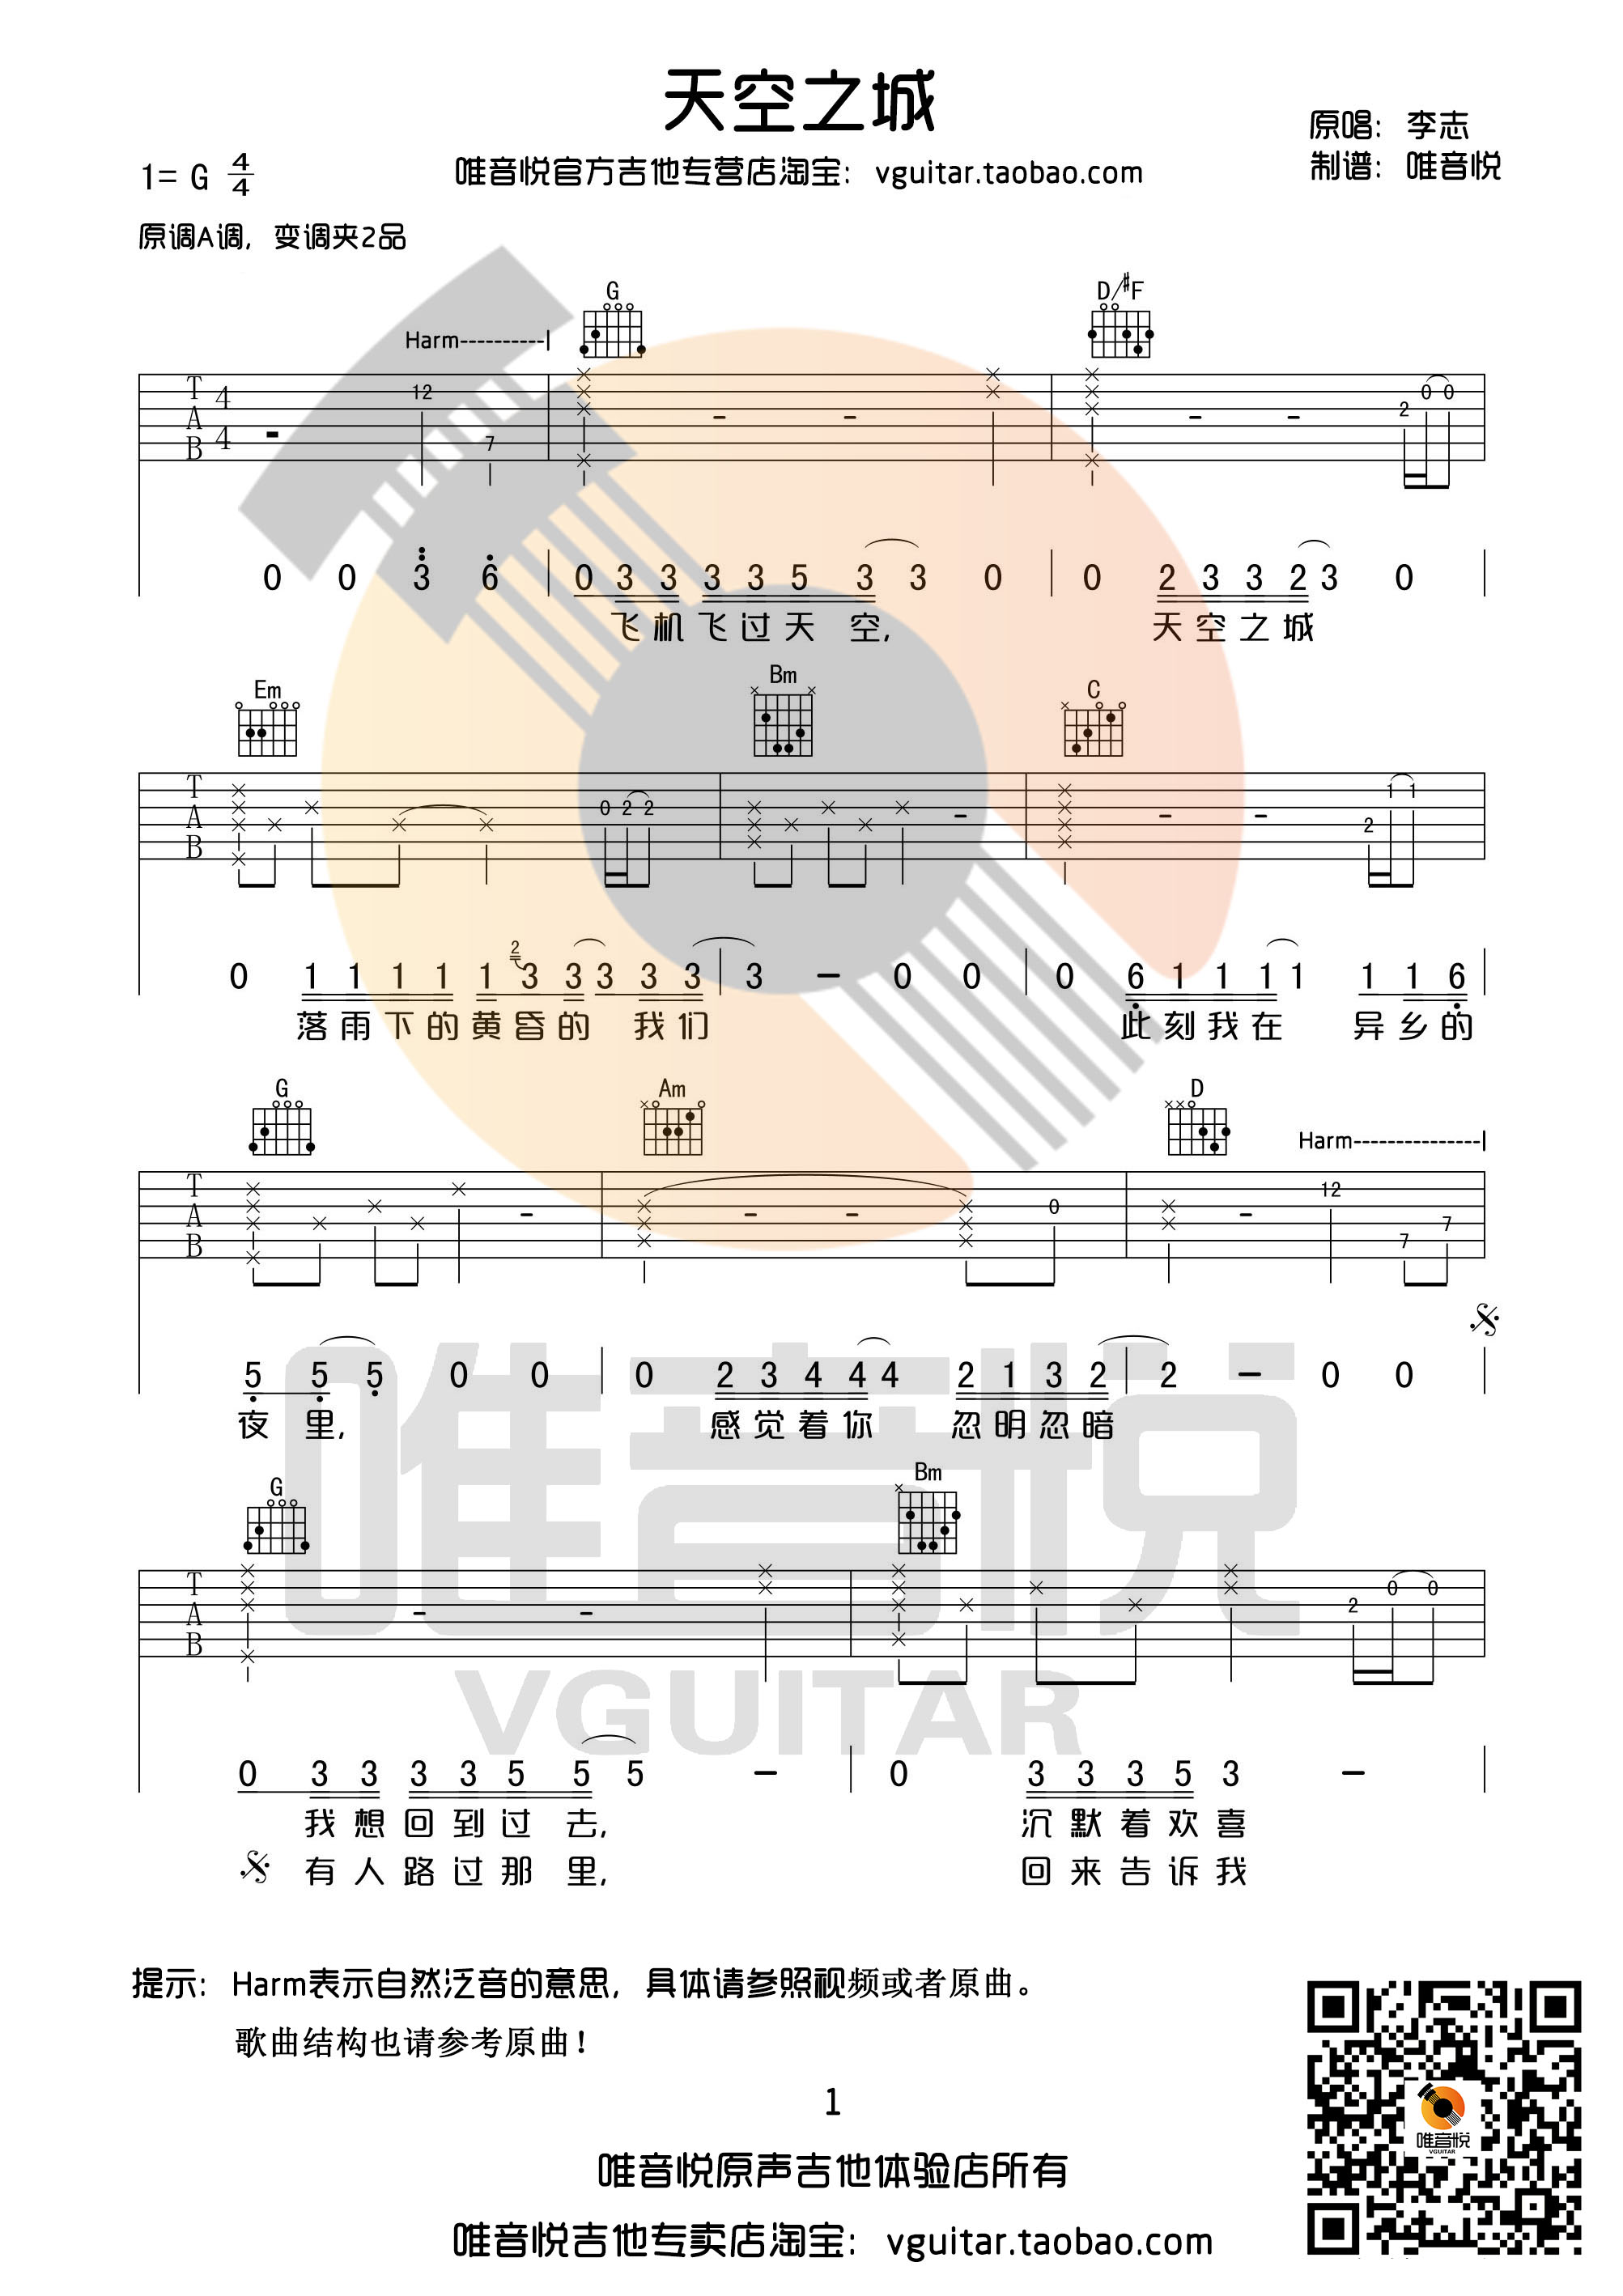 天空之城
原唱：李志
1= G 4/4
唯音悦官方吉他专营店淘宝：vguitar.taobao.com
制谱：唯音悦
原调A调，变调夹2品
G D/#F
Harm
T 4 12 2 0 0
A
B 4 7
0 0 3 6 0 3 3 3 3 5 3 3 0 0 2 3 3 2 3 0
飞机飞过天 空, 天空之城
Em Bm C
T 1 1
A 0 2 2 2
B
2
0 1 1 1 1 1 3 3 3 3 3 3 – 0 0 0 6 1 1 1 1 1 1 6
落雨下的黄昏的 我们 此刻我在 异乡的
G Am D
Harm
T 12
A 0 7
B 7
5 5 5 0 0 0 2 3 4 4 4 2 1 3 2 2 – 0 0
夜 里, 感觉着你 忍明忍暗
G Bm
T 0 0
A 2
B
0 3 3 3 3 5 5 5 – 0 3 3 3 5 3 –
我想回到过 去, 沉默着欢喜
有人路过那 里, 回来告诉我
唯音悦
VGUITAR
提示：Harm表示自然泛音的意思，具体请参照视频或者原曲。
歌曲结构也请参考原曲！
1
唯音悦原声吉他体验店所有
唯音悦吉他专卖店淘宝：vguitar.taobao.com
唯音悦
VGUITAR